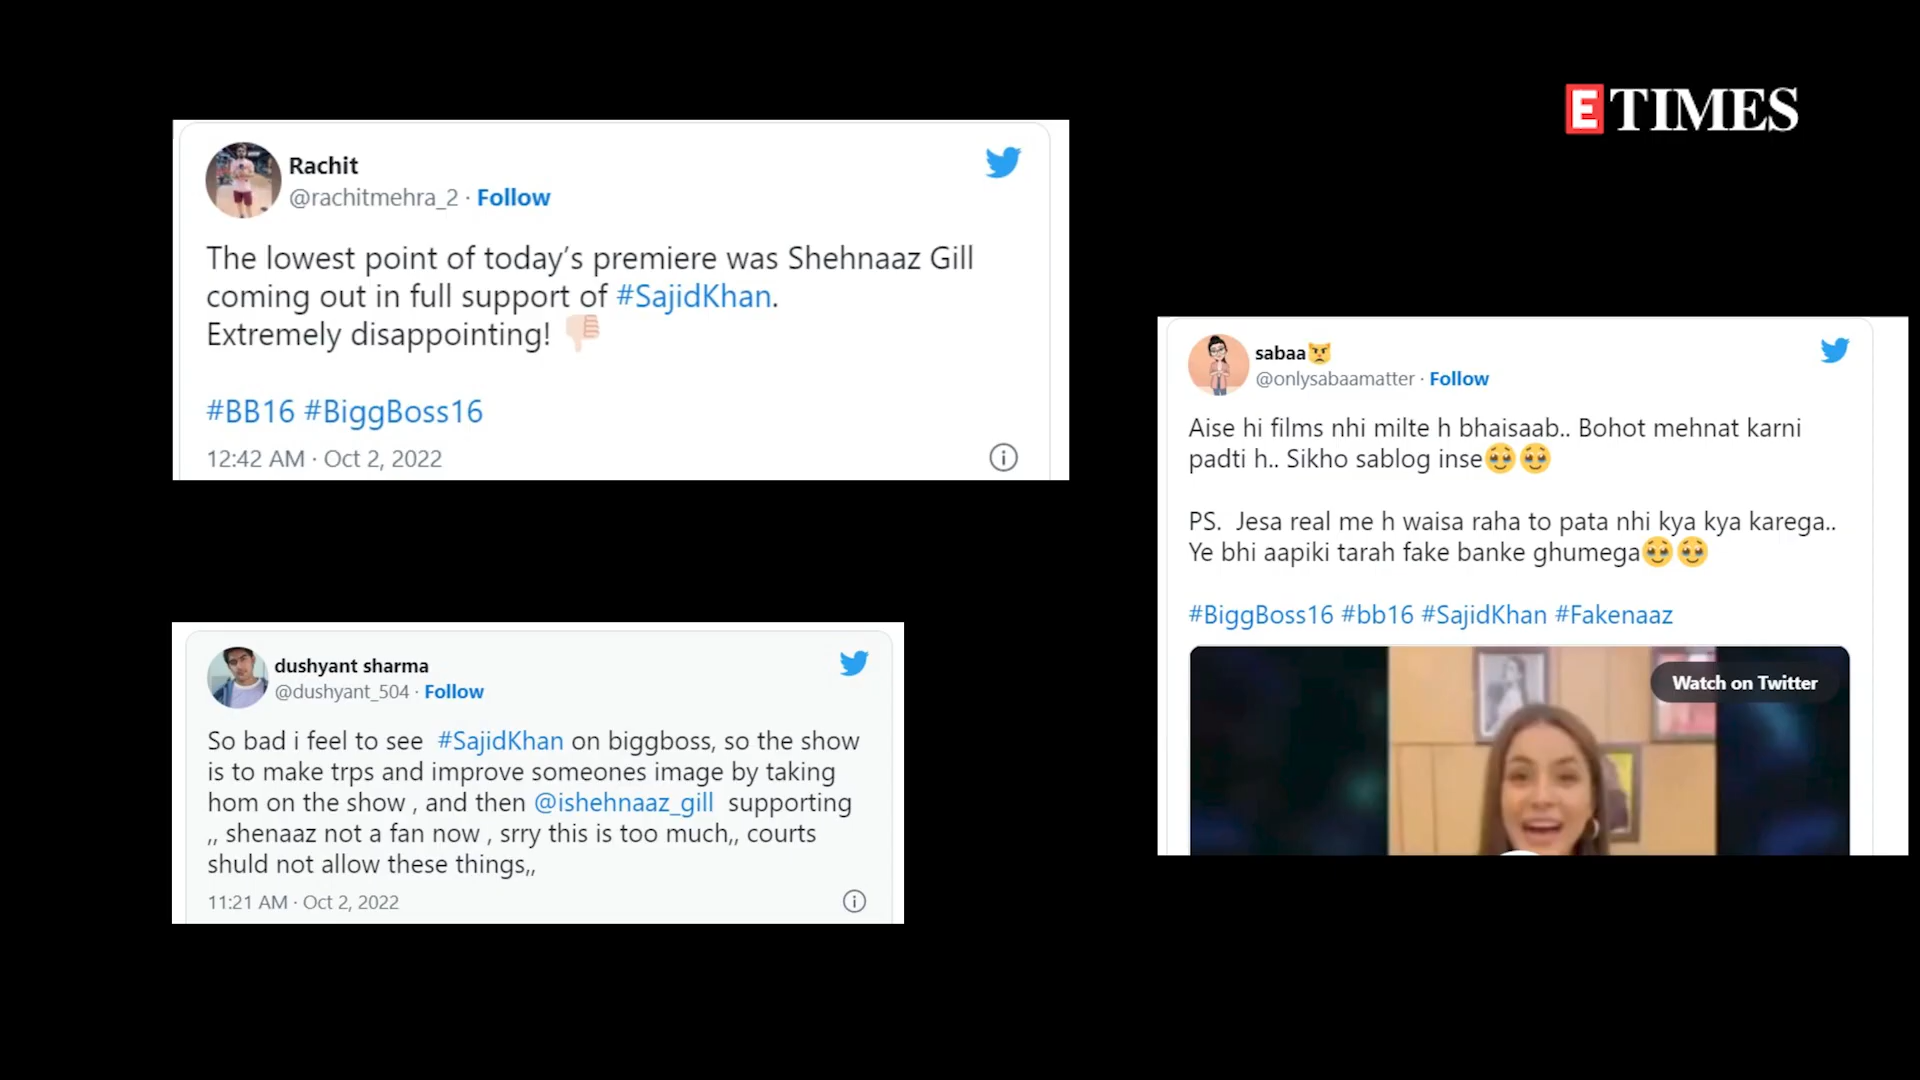 E TIMES
Rachit
@rachitmehra_2 · Follow
The lowest point of today’s premiere was Shehnaaz Gill
coming out in full support of #SajidKhan.
Extremely disappointing! 👎🏻
#BB16 #BiggBoss16
12:42 AM · Oct 2, 2022
sabaa😾
@onlysabaamatter · Follow
Aise hi films nhi milte h bhaisaab.. Bohot mehnat karni
padti h.. Sikho sablog inse🥹🥹
PS.  Jesa real me h waisa raha to pata nhi kya kya karega..
Ye bhi aapiki tarah fake banke ghumega🥹🥹
#BiggBoss16 #bb16 #SajidKhan #Fakenaaz
Watch on Twitter
dushyant sharma
@dushyant_504 · Follow
So bad i feel to see  #SajidKhan on biggboss, so the show
is to make trps and improve someones image by taking
hom on the show , and then @ishehnaaz_gill  supporting
,, shenaaz not a fan now , srry this is too much,, courts
shuld not allow these things,,
11:21 AM · Oct 2, 2022